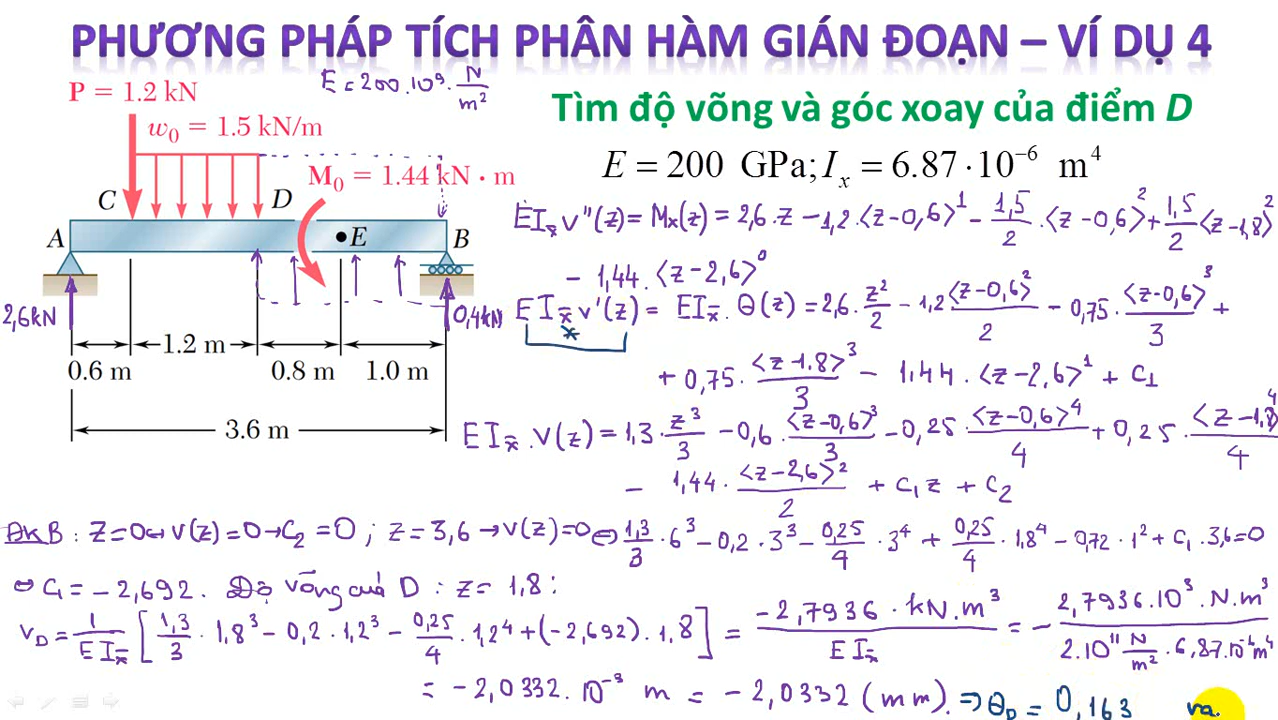 PHƯƠNG PHÁP TÍCH PHÂN HÀM GIÁN ĐOẠN – VÍ DỤ 4
E = 200.10⁹. N/m²
P = 1.2 kN
w₀ = 1.5 kN/m
M₀ = 1.44 kN · m
C
D
A
E
B
2,6kN
0,4kN
1.2 m
0.6 m
0.8 m
1.0 m
3.6 m
Tìm độ võng và góc xoay của điểm D
E = 200 GPa; Iₓ = 6.87·10⁻⁶ m⁴
EIₓ v''(z) = Mx(z) = 2,6.z − 1,2.<z−0,6>¹ − 1,5/2 .<z−0,6>² + 1,5/2 <z−1,8>²
− 1,44.<z−2,6>⁰
EIx̄ v'(z) = EIx̄. θ(z) = 2,6. z²/2 − 1,2 <z−0,6>²/2 − 0,75. <z−0,6>³/3 +
*
+ 0,75. <z−1.8>³/3 − 1,44.<z−2,6>¹ + C₁
EIx̄.v(z) = 1,3. z³/3 − 0,6. <z−0,6>³/3 − 0,25. <z−0,6>⁴/4 + 0,25. <z−1,8>⁴/4
− 1,44. <z−2,6>²/2 + C₁z + C₂
ĐKB : z=0 ↔ v(z)=0 → C₂=0 ; z=3,6 → v(z)=0 ⇔ 1,3/3 . 6³ − 0,2.3³ − 0,25/4 .3⁴ + 0,25/4 .1,8⁴ − 0,72.1² + C₁.3,6=0
⇔ C₁ = −2,692. Độ võng của D : z= 1,8 :
v_D = 1/EIx̄ [1,3/3 . 1,8³ − 0,2.1,2³ − 0,25/4 .1,2⁴ + (−2,692).1,8] = −2,7936.kN.m³/EIx̄ = − 2,7936.10³.N.m³/2.10¹¹ N/m² .6,87.10⁻⁶m⁴
= −2,0332.10⁻³ m = −2,0332 (mm). ⇒ θ_D = 0,163